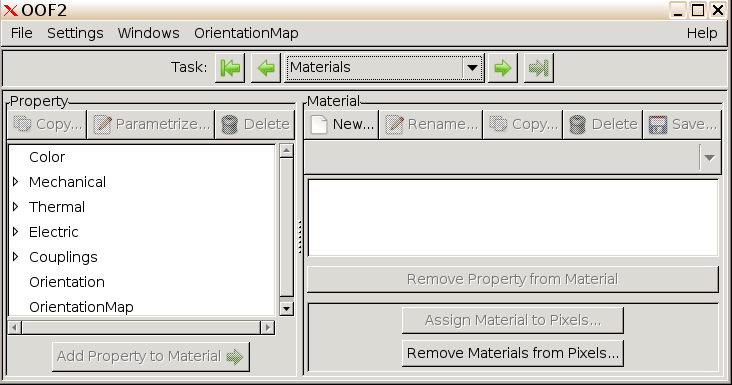 OOF2
File Settings Windows OrientationMap Help
Task: Materials
Property
Copy... Parametrize... Delete
Color
Mechanical
Thermal
Electric
Couplings
Orientation
OrientationMap
Add Property to Material
Material
New... Rename... Copy... Delete Save...
Remove Property from Material
Assign Material to Pixels...
Remove Materials from Pixels...